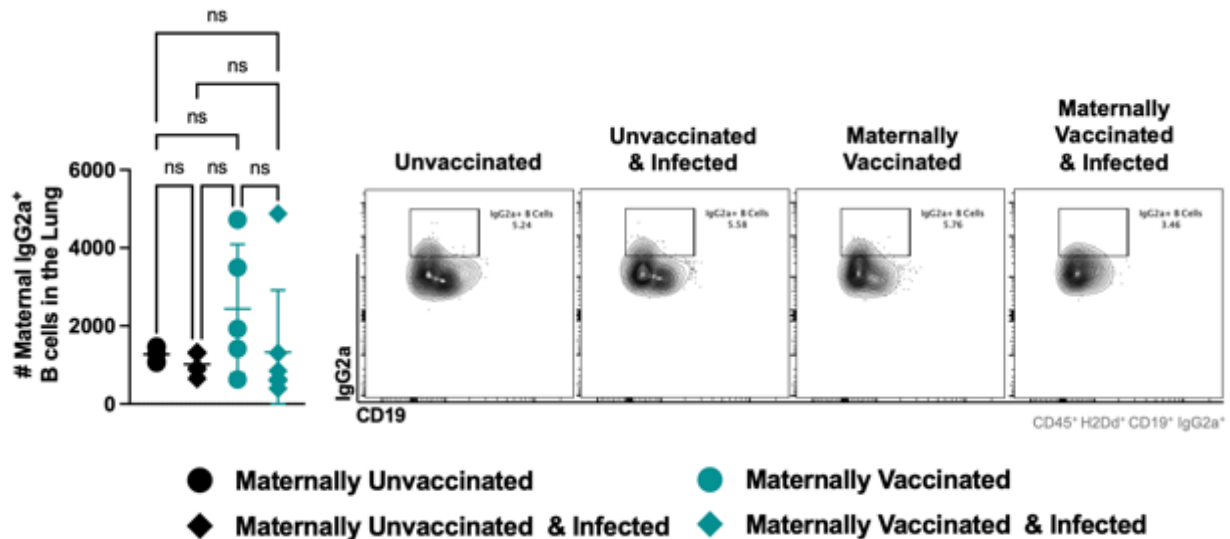 ns
ns
ns
ns
ns
ns
# Maternal IgG2a⁺
B cells in the Lung
6000
4000
2000
0
Unvaccinated
Unvaccinated
& Infected
Maternally
Vaccinated
Maternally
Vaccinated
& Infected
IgG2a+ B Cells
5.24
IgG2a+ B Cells
5.58
IgG2a+ B Cells
5.76
IgG2a+ B Cells
3.46
IgG2a
CD19
CD45⁺ H2Dd⁺ CD19⁺ IgG2a⁺
Maternally Unvaccinated
Maternally Vaccinated
Maternally Unvaccinated & Infected
Maternally Vaccinated & Infected